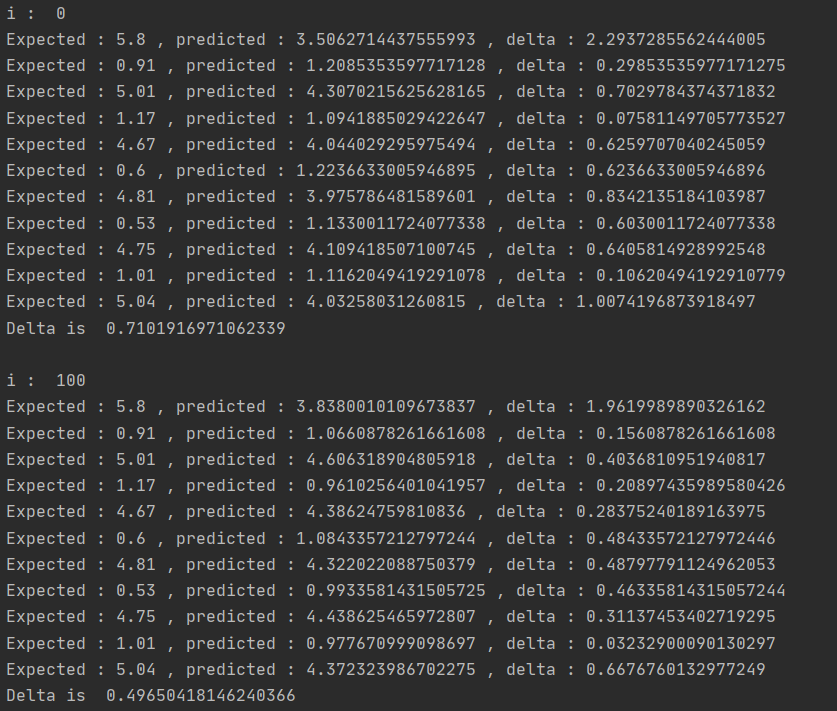 i :  0
Expected : 5.8 , predicted : 3.5062714437555993 , delta : 2.2937285562444005
Expected : 0.91 , predicted : 1.2085353597717128 , delta : 0.29853535977171275
Expected : 5.01 , predicted : 4.3070215625628165 , delta : 0.7029784374371832
Expected : 1.17 , predicted : 1.0941885029422647 , delta : 0.07581149705773527
Expected : 4.67 , predicted : 4.044029295975494 , delta : 0.6259707040245059
Expected : 0.6 , predicted : 1.2236633005946895 , delta : 0.6236633005946896
Expected : 4.81 , predicted : 3.975786481589601 , delta : 0.8342135184103987
Expected : 0.53 , predicted : 1.1330011724077338 , delta : 0.6030011724077338
Expected : 4.75 , predicted : 4.109418507100745 , delta : 0.6405814928992548
Expected : 1.01 , predicted : 1.1162049419291078 , delta : 0.10620494192910779
Expected : 5.04 , predicted : 4.03258031260815 , delta : 1.0074196873918497
Delta is  0.7101916971062339
i :  100
Expected : 5.8 , predicted : 3.8380010109673837 , delta : 1.9619989890326162
Expected : 0.91 , predicted : 1.0660878261661608 , delta : 0.1560878261661608
Expected : 5.01 , predicted : 4.606318904805918 , delta : 0.4036810951940817
Expected : 1.17 , predicted : 0.9610256401041957 , delta : 0.20897435989580426
Expected : 4.67 , predicted : 4.38624759810836 , delta : 0.28375240189163975
Expected : 0.6 , predicted : 1.0843357212797244 , delta : 0.48433572127972446
Expected : 4.81 , predicted : 4.322022088750379 , delta : 0.48797791124962053
Expected : 0.53 , predicted : 0.9933581431505725 , delta : 0.46335814315057244
Expected : 4.75 , predicted : 4.438625465972807 , delta : 0.31137453402719295
Expected : 1.01 , predicted : 0.977670999098697 , delta : 0.03232900090130297
Expected : 5.04 , predicted : 4.372323986702275 , delta : 0.6676760132977249
Delta is  0.49650418146240366